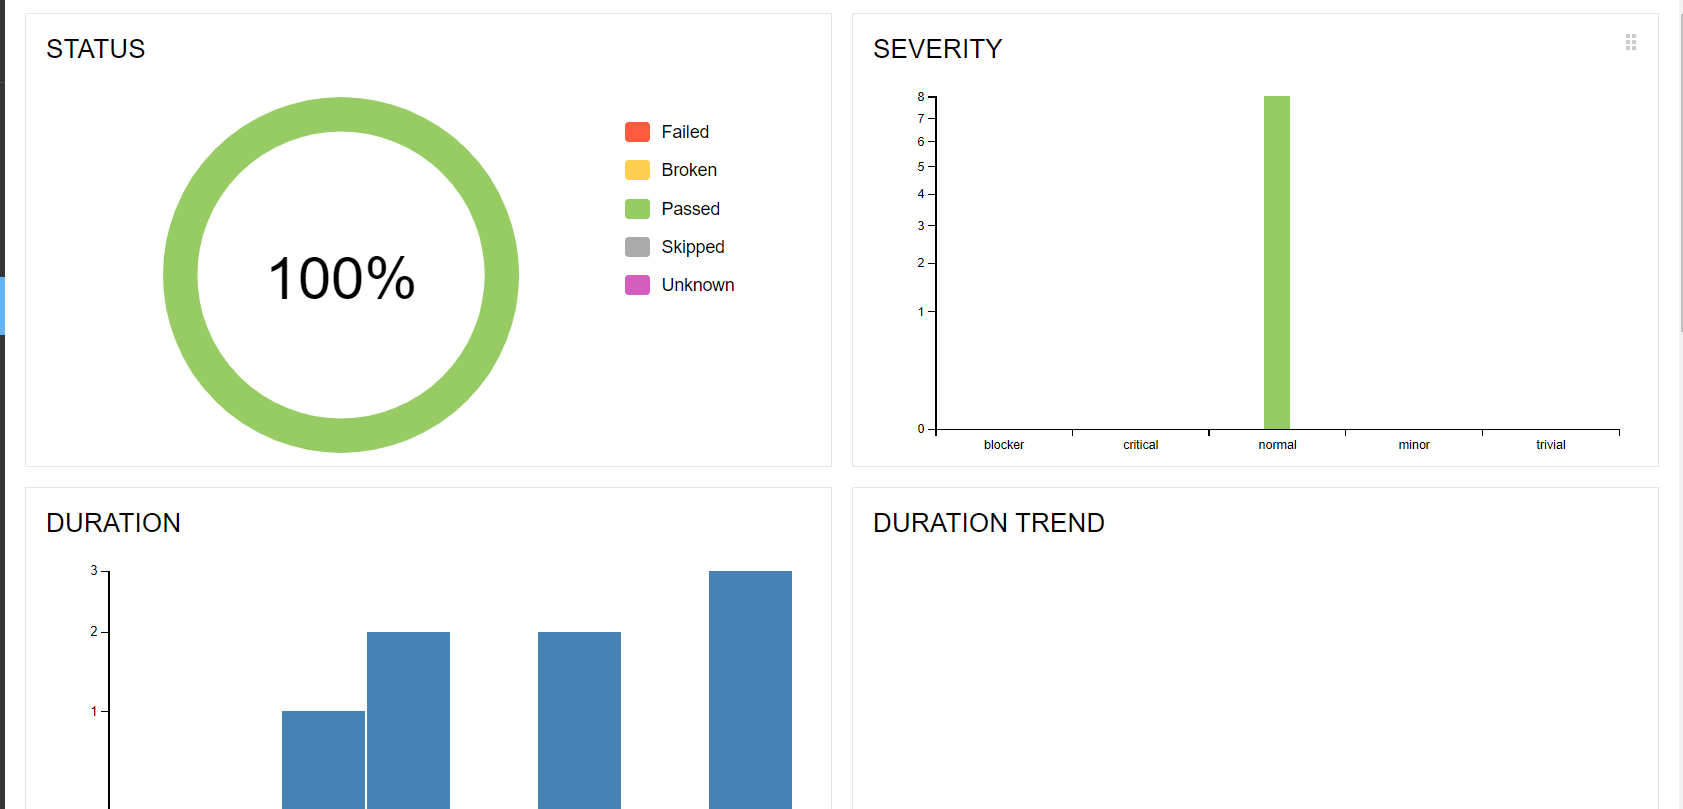 STATUS
100%
Failed
Broken
Passed
Skipped
Unknown
SEVERITY
8
7
6
5
4
3
2
1
0
blocker critical normal minor trivial
DURATION
3
2
1
DURATION TREND